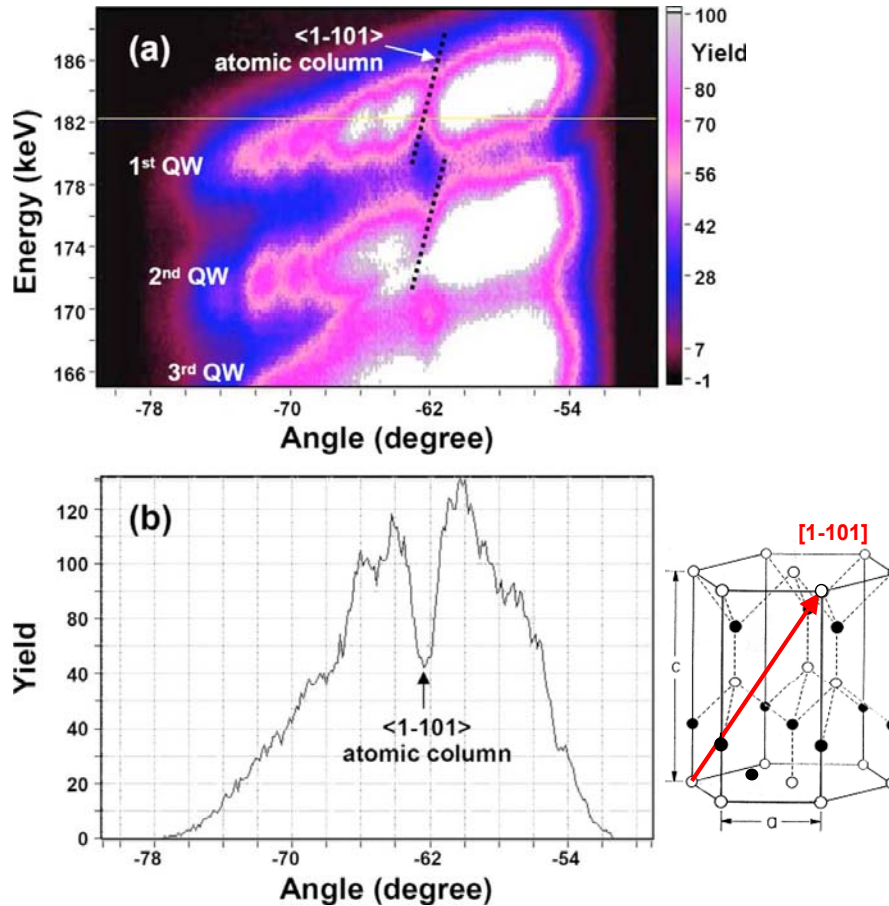 (a)
<1-101>
atomic column
1st QW
2nd QW
3rd QW
Energy (keV)
186
182
178
174
170
166
-78
-70
-62
-54
Angle (degree)
100
Yield
80
70
56
42
28
7
-1
(b)
<1-101>
atomic column
Yield
120
100
80
60
40
20
0
-78
-70
-62
-54
Angle (degree)
[1-101]
c
a